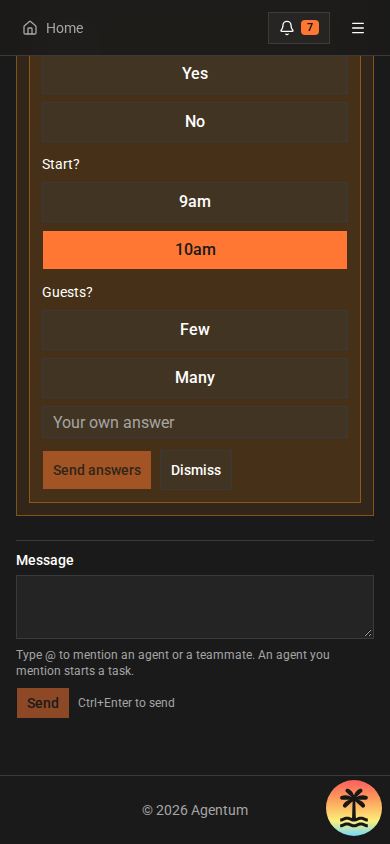 Home
7
Yes
No
Start?
9am
10am
Guests?
Few
Many
Your own answer
Send answers
Dismiss
Message
Type @ to mention an agent or a teammate. An agent you
mention starts a task.
Send
Ctrl+Enter to send
© 2026 Agentum